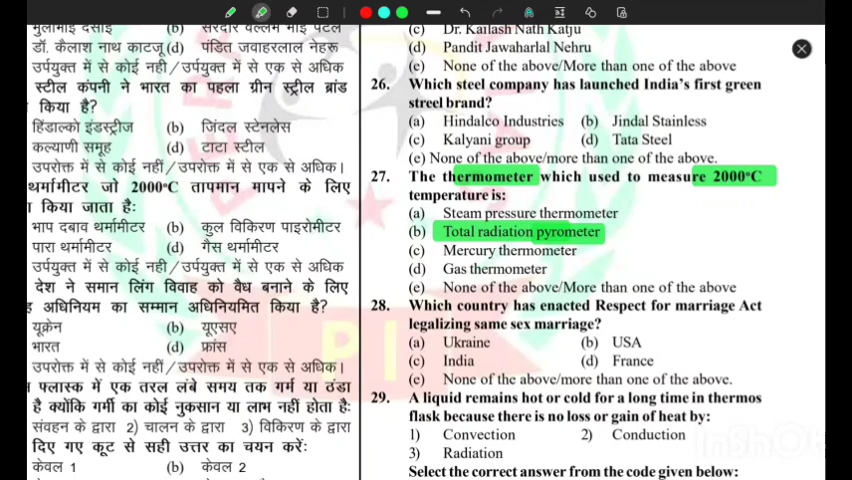 मुलाभाई देसाई (b) सरदार वल्लभ भाई पटेल
डॉ. कैलाश नाथ काटजू (d) पंडित जवाहरलाल नेहरू
उर्पयुक्त में से कोई नही/उर्पयुक्त में से एक से अधिक
स्टील कंपनी ने भारत का पहला ग्रीन स्ट्रील ब्रांड
किया है?
हिंडाल्को इंडस्ट्रीज (b) जिंदल स्टेनलेस
कल्याणी समूह (d) टाटा स्टील
उपरोक्त में से कोई नहीं/उपरोक्त में से एक से अधिक।
थर्मामीटर जो 2000°C तापमान मापने के लिए
किया जाता हैः
भाप दबाव थर्मामीटर (b) कुल विकिरण पाइरोमीटर
पारा थर्मामीटर (d) गैस थर्मामीटर
उर्पयुक्त में से कोई नहीं/उर्पयुक्त में से एक से अधिक
देश ने समान लिंग विवाह को वैध बनाने के लिए
अधिनियम का सम्मान अधिनियमित किया है?
यूक्रेन (b) यूएसए
भारत (d) फ्रांस
उपरोक्त में से कोई नहीं/उपरोक्त में से एक से अधिक।
फ्लास्क में एक तरल लंबे समय तक गर्म या ठंडा
है क्योंकि गर्मी का कोई नुकसान या लाभ नहीं होता हैः
संवहन के द्वारा 2) चालन के द्वारा 3) विकिरण के द्वारा
दिए गए कूट से सही उत्तर का चयन करेंः
केवल 1 (b) केवल 2
(c) Dr. Kailash Nath Katju
(d) Pandit Jawaharlal Nehru
(e) None of the above/More than one of the above
26. Which steel company has launched India's first green
streel brand?
(a) Hindalco Industries (b) Jindal Stainless
(c) Kalyani group (d) Tata Steel
(e) None of the above/more than one of the above.
27. The thermometer which used to measure 2000°C
temperature is:
(a) Steam pressure thermometer
(b) Total radiation pyrometer
(c) Mercury thermometer
(d) Gas thermometer
(e) None of the above/More than one of the above
28. Which country has enacted Respect for marriage Act
legalizing same sex marriage?
(a) Ukraine (b) USA
(c) India (d) France
(e) None of the above/more than one of the above.
29. A liquid remains hot or cold for a long time in thermos
flask because there is no loss or gain of heat by:
1) Convection 2) Conduction
3) Radiation
Select the correct answer from the code given below: